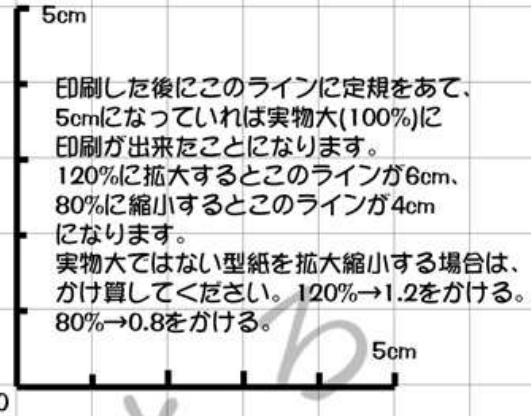 5cm
印刷した後にこのラインに定規をあて、
5cmになっていれば実物大(100%)に
印刷が出来たことになります。
120%に拡大するとこのラインが6cm、
80%に縮小するとこのラインが4cm
になります。
実物大ではない型紙を拡大縮小する場合は、
かけ算してください。120%→1.2をかける。
80%→0.8をかける。
5cm
0